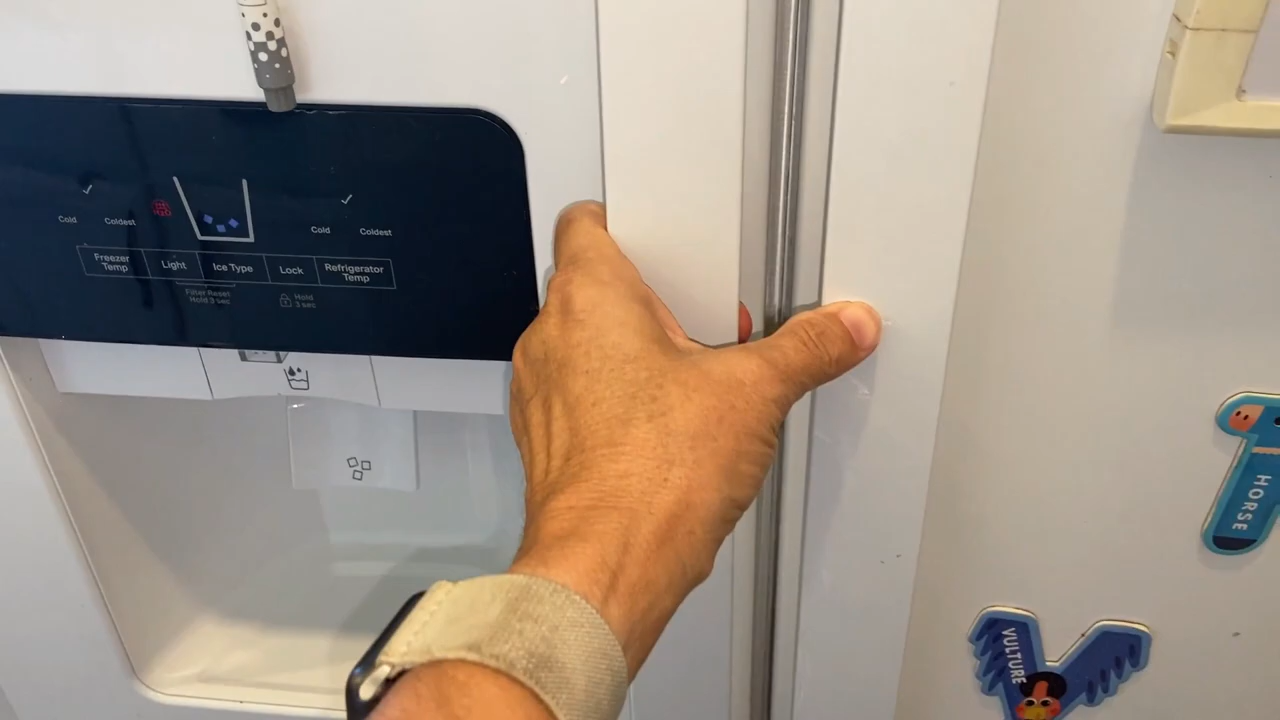 Cold
Coldest
Cold
Coldest
Freezer
Temp
Light
Ice Type
Lock
Refrigerator
Temp
Filter Reset
Hold 3 sec
Hold
3 sec
HORSE
VULTURE